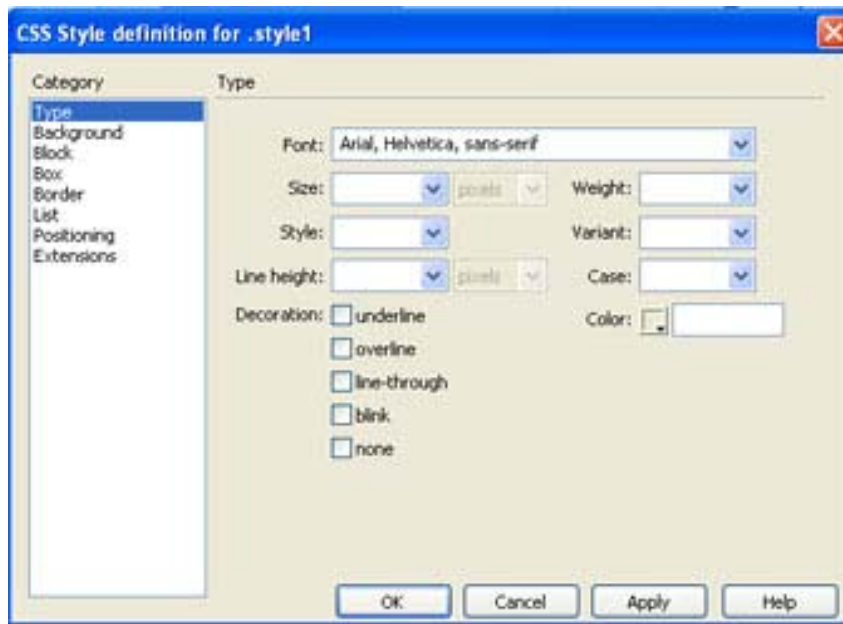 CSS Style definition for .style1
Category
Type
Type
Background
Block
Box
Border
List
Positioning
Extensions
Font: Arial, Helvetica, sans-serif
Size: pixels Weight:
Style: Variant:
Line height: pixels Case:
Decoration: underline Color:
overline
line-through
blink
none
OK Cancel Apply Help